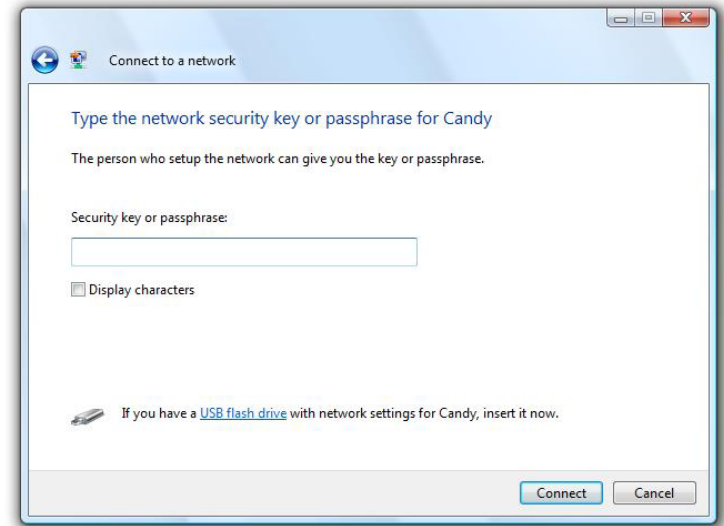 Connect to a network
Type the network security key or passphrase for Candy
The person who setup the network can give you the key or passphrase.
Security key or passphrase:
Display characters
If you have a USB flash drive with network settings for Candy, insert it now.
Connect Cancel